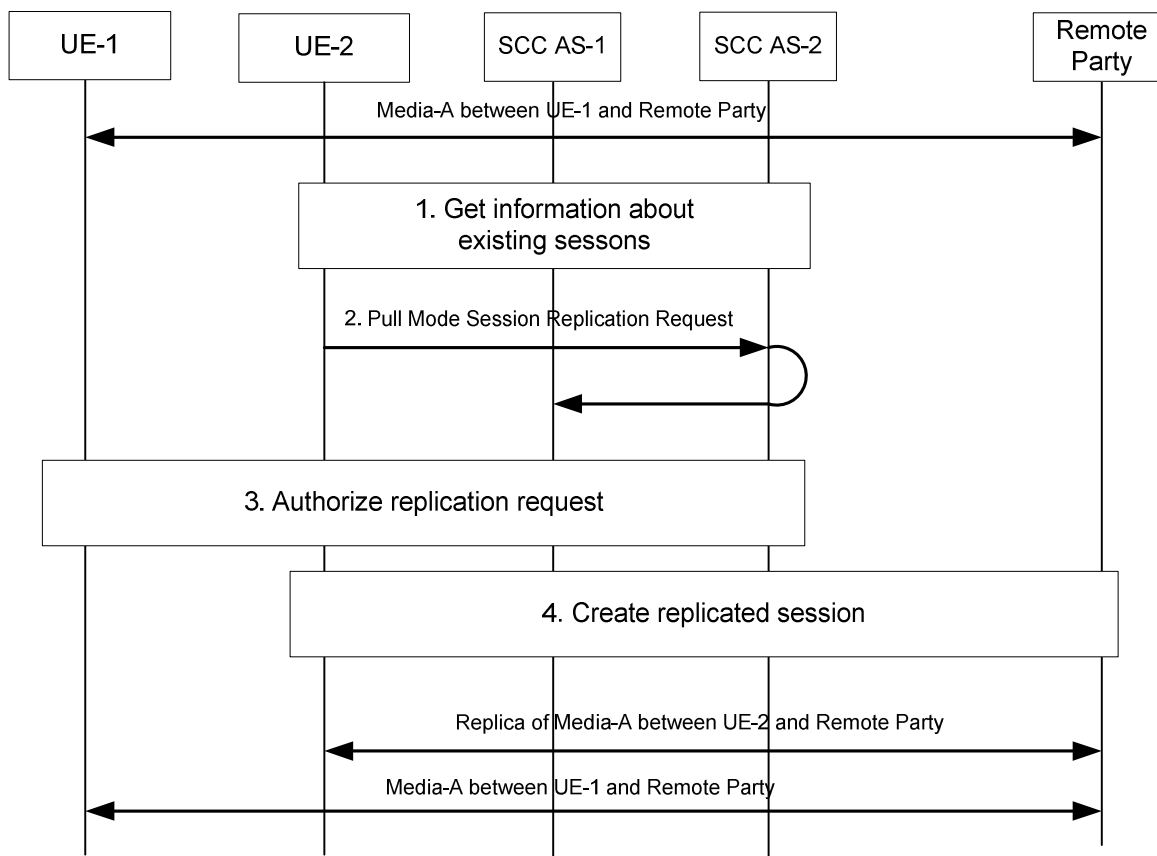 UE-1
UE-2
SCC AS-1
SCC AS-2
Remote
Party
Media-A between UE-1 and Remote Party
1. Get information about
existing sessons
2. Pull Mode Session Replication Request
3. Authorize replication request
4. Create replicated session
Replica of Media-A between UE-2 and Remote Party
Media-A between UE-1 and Remote Party